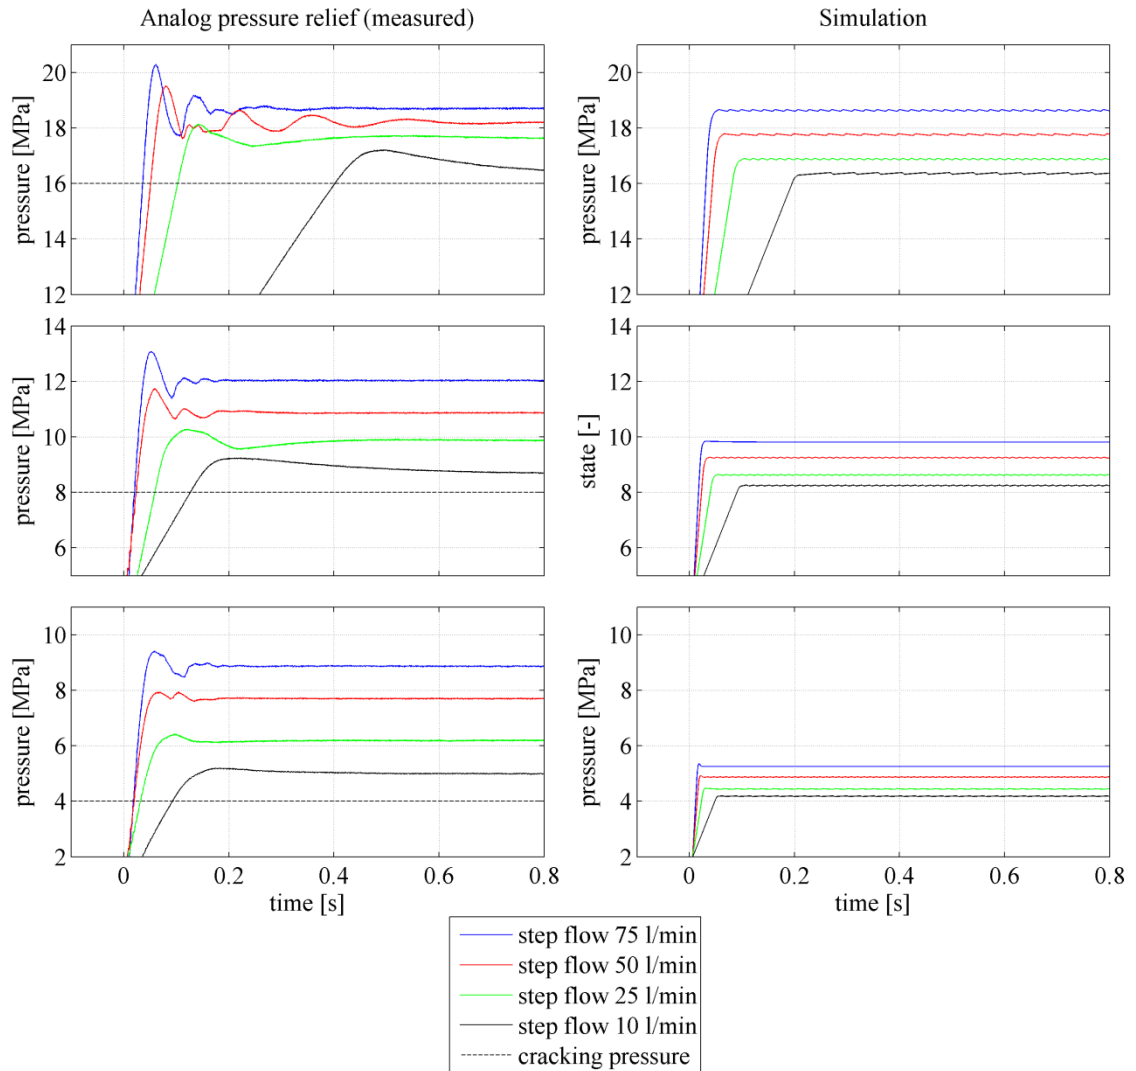 Analog pressure relief (measured)
Simulation
pressure [MPa]
20
18
16
14
12
pressure [MPa]
20
18
16
14
12
pressure [MPa]
14
12
10
8
6
state [-]
14
12
10
8
6
pressure [MPa]
10
8
6
4
2
0
0.2
0.4
0.6
0.8
time [s]
pressure [MPa]
10
8
6
4
2
0
0.2
0.4
0.6
0.8
time [s]
step flow 75 l/min
step flow 50 l/min
step flow 25 l/min
step flow 10 l/min
cracking pressure